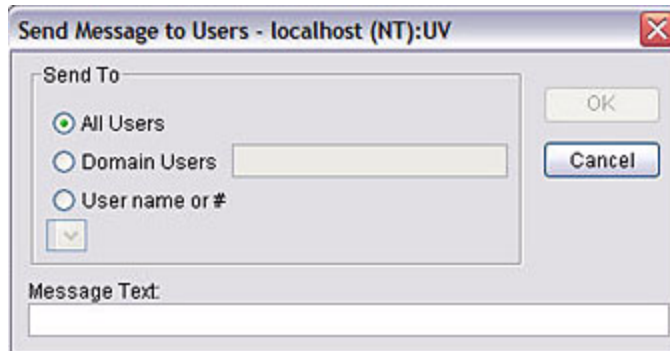 Send Message to Users - localhost (NT):UV
Send To
All Users
OK
Domain Users
Cancel
User name or #
Message Text: